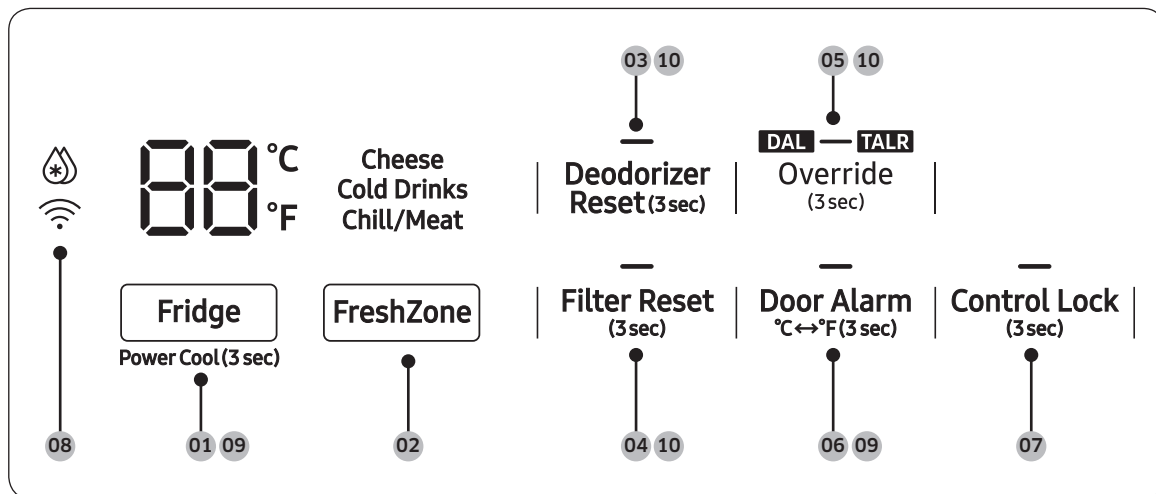 03 10
05 10
88 °C
°F
Cheese
Cold Drinks
Chill/Meat
Deodorizer
Reset (3 sec)
DAL TALR
Override
(3 sec)
Fridge
Power Cool (3 sec)
FreshZone
Filter Reset
(3 sec)
Door Alarm
°C↔°F (3 sec)
Control Lock
(3 sec)
08
01 09
02
04 10
06 09
07